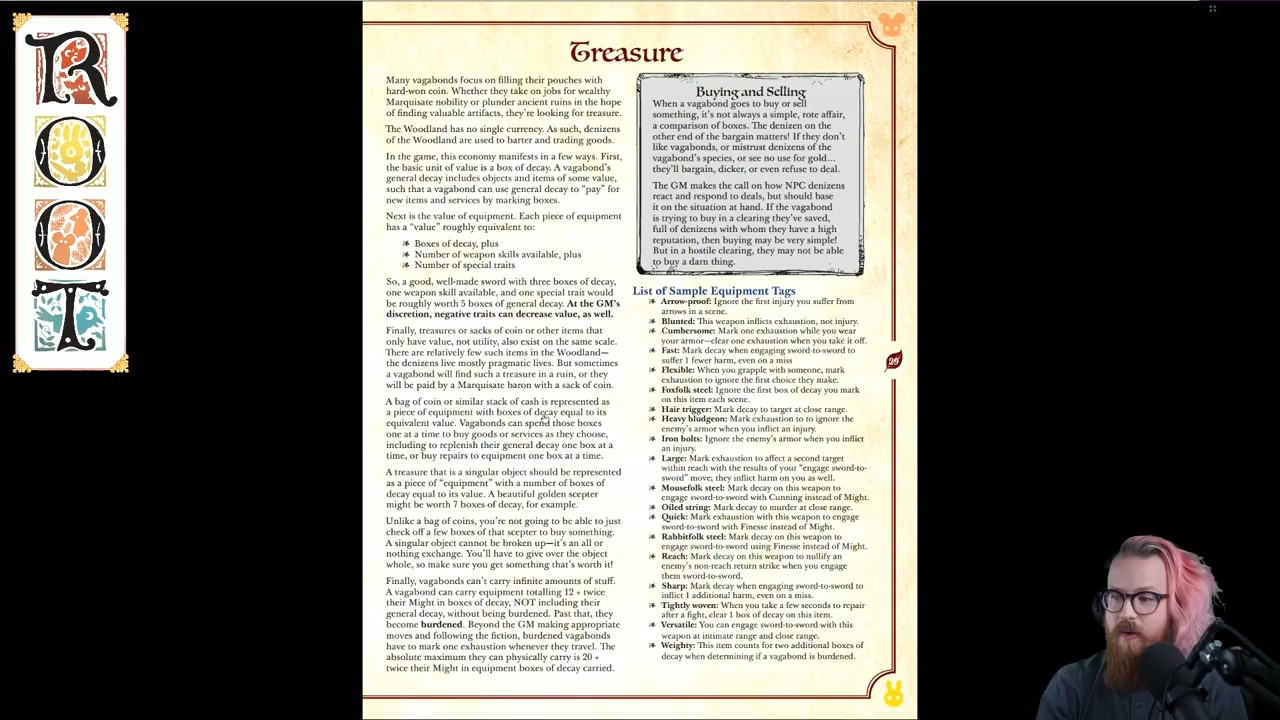 ROOT
Treasure
Many vagabonds focus on filling their pouches with
hard-won coin. Whether they take on jobs for wealthy
Marquisate nobility or plunder ancient ruins in the hope
of finding valuable artifacts, they're looking for treasure.
The Woodland has no single currency. As such, denizens
of the Woodland are used to barter and trading goods.
In the game, this economy manifests in a few ways. First,
the basic unit of value is a box of decay. A vagabond's
general decay includes objects and items of some value,
such that a vagabond can use general decay to “pay” for
new items and services by marking boxes.
Next is the value of equipment. Each piece of equipment
has a “value” roughly equivalent to:
Boxes of decay, plus
Number of weapon skills available, plus
Number of special traits
So, a good, well-made sword with three boxes of decay,
one weapon skill available, and one special trait would
be roughly worth 5 boxes of general decay. At the GM's
discretion, negative traits can decrease value, as well.
Finally, treasures or sacks of coin or other items that
only have value, not utility, also exist on the same scale.
There are relatively few such items in the Woodland—
the denizens live mostly pragmatic lives. But sometimes
a vagabond will find such a treasure in a ruin, or they
will be paid by a Marquisate baron with a sack of coin.
A bag of coin or similar stack of cash is represented as
a piece of equipment with boxes of decay equal to its
equivalent value. Vagabonds can spend those boxes
one at a time to buy goods or services as they choose,
including to replenish their general decay one box at a
time, or buy repairs to equipment one box at a time.
A treasure that is a singular object should be represented
as a piece of “equipment” with a number of boxes of
decay equal to its value. A beautiful golden scepter
might be worth 7 boxes of decay, for example.
Unlike a bag of coins, you're not going to be able to just
check off a few boxes of that scepter to buy something.
A singular object cannot be broken up—it's an all or
nothing exchange. You'll have to give over the object
whole, so make sure you get something that's worth it!
Finally, vagabonds can't carry infinite amounts of stuff.
A vagabond can carry equipment totalling 12 + twice
their Might in boxes of decay, NOT including their
general decay, without being burdened. Past that, they
become burdened. Beyond the GM making appropriate
moves and following the fiction, burdened vagabonds
have to mark one exhaustion whenever they travel. The
absolute maximum they can physically carry is 20 +
twice their Might in equipment boxes of decay carried.
Buying and Selling
When a vagabond goes to buy or sell
something, it's not always a simple, rote affair,
a comparison of boxes. The denizen on the
other end of the bargain matters! If they don't
like vagabonds, or mistrust denizens of the
vagabond's species, or see no use for gold…
they'll bargain, dicker, or even refuse to deal.
The GM makes the call on how NPC denizens
react and respond to deals, but should base
it on the situation at hand. If the vagabond
is trying to buy in a clearing they've saved,
full of denizens with whom they have a high
reputation, then buying may be very simple!
But in a hostile clearing, they may not be able
to buy a darn thing.
List of Sample Equipment Tags
Arrow-proof: Ignore the first injury you suffer from
arrows in a scene.
Blunted: This weapon inflicts exhaustion, not injury.
Cumbersome: Mark one exhaustion while you wear
your armor—clear one exhaustion when you take it off.
Fast: Mark decay when engaging sword-to-sword to
suffer 1 fewer harm, even on a miss
Flexible: When you grapple with someone, mark
exhaustion to ignore the first choice they make.
Foxfolk steel: Ignore the first box of decay you mark
on this item each scene.
Hair trigger: Mark decay to target at close range.
Heavy bludgeon: Mark exhaustion to to ignore the
enemy's armor when you inflict an injury.
Iron bolts: Ignore the enemy's armor when you inflict
an injury.
Large: Mark exhaustion to affect a second target
within reach with the results of your “engage sword-to-
sword” move; they inflict harm on you as well.
Mousefolk steel: Mark decay on this weapon to
engage sword-to-sword with Cunning instead of Might.
Oiled string: Mark decay to murder at close range.
Quick: Mark exhaustion with this weapon to engage
sword-to-sword with Finesse instead of Might.
Rabbitfolk steel: Mark decay on this weapon to
engage sword-to-sword using Finesse instead of Might.
Reach: Mark decay on this weapon to nullify an
enemy's non-reach return strike when you engage
them sword-to-sword.
Sharp: Mark decay when engaging sword-to-sword to
inflict 1 additional harm, even on a miss.
Tightly woven: When you take a few seconds to repair
after a fight, clear 1 box of decay on this item.
Versatile: You can engage sword-to-sword with this
weapon at intimate range and close range.
Weighty: This item counts for two additional boxes of
decay when determining if a vagabond is burdened.
29